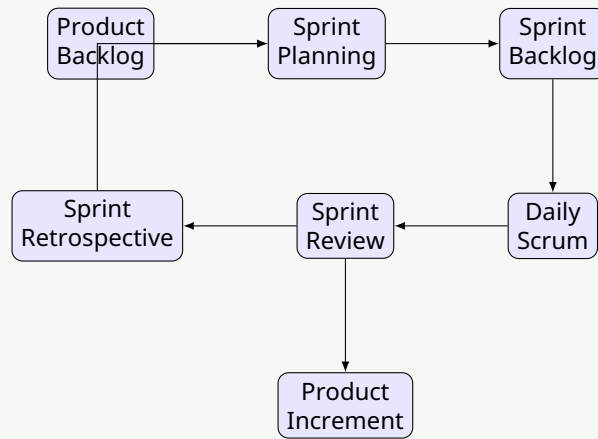 Product
Backlog
Sprint
Planning
Sprint
Backlog
Sprint
Retrospective
Sprint
Review
Daily
Scrum
Product
Increment